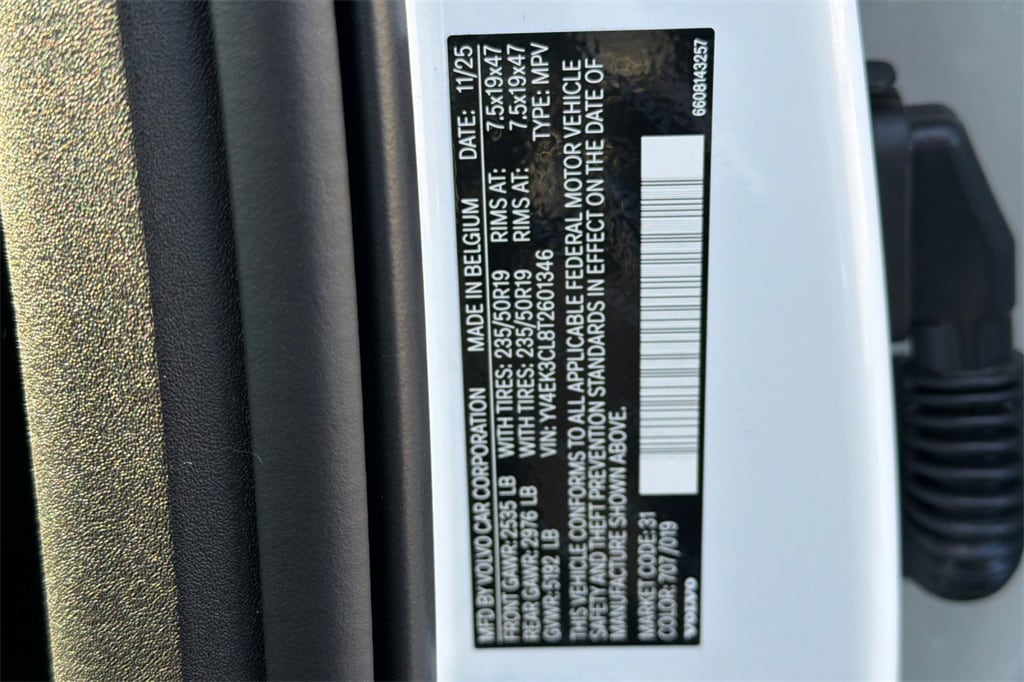 MFD BY VOLVO CAR CORPORATION MADE IN BELGIUM DATE: 11/25
FRONT GAWR: 2535 LB WITH TIRES: 235/50R19 RIMS AT: 7.5x19x47
REAR GAWR: 2976 LB WITH TIRES: 235/50R19 RIMS AT: 7.5x19x47
GVWR: 5192 LB VIN: YV4EK3CL8T2601346 TYPE: MPV
THIS VEHICLE CONFORMS TO ALL APPLICABLE FEDERAL MOTOR VEHICLE
SAFETY AND THEFT PREVENTION STANDARDS IN EFFECT ON THE DATE OF
MANUFACTURE SHOWN ABOVE.
MARKET CODE: 31
COLOR: 707 /019
VOLVO
6608143257